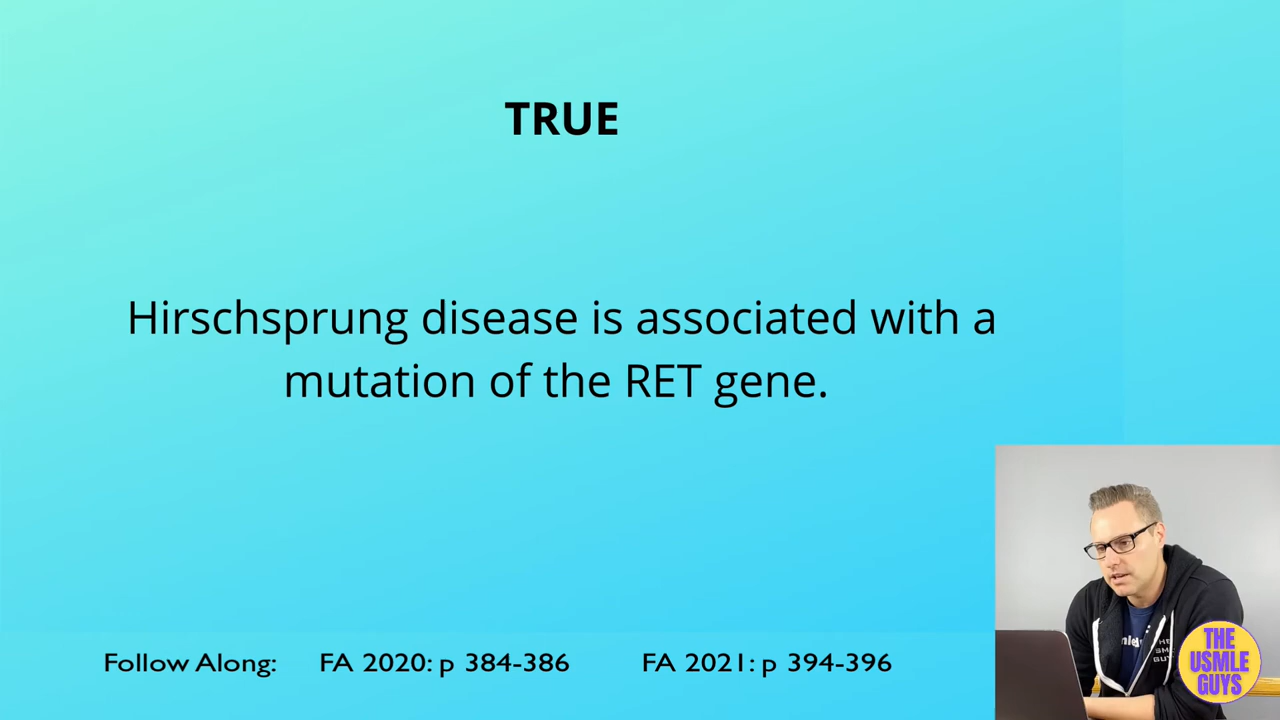 TRUE
Hirschsprung disease is associated with a
mutation of the RET gene.
Follow Along: FA 2020: p 384-386 FA 2021: p 394-396
THE
USMLE
GUYS